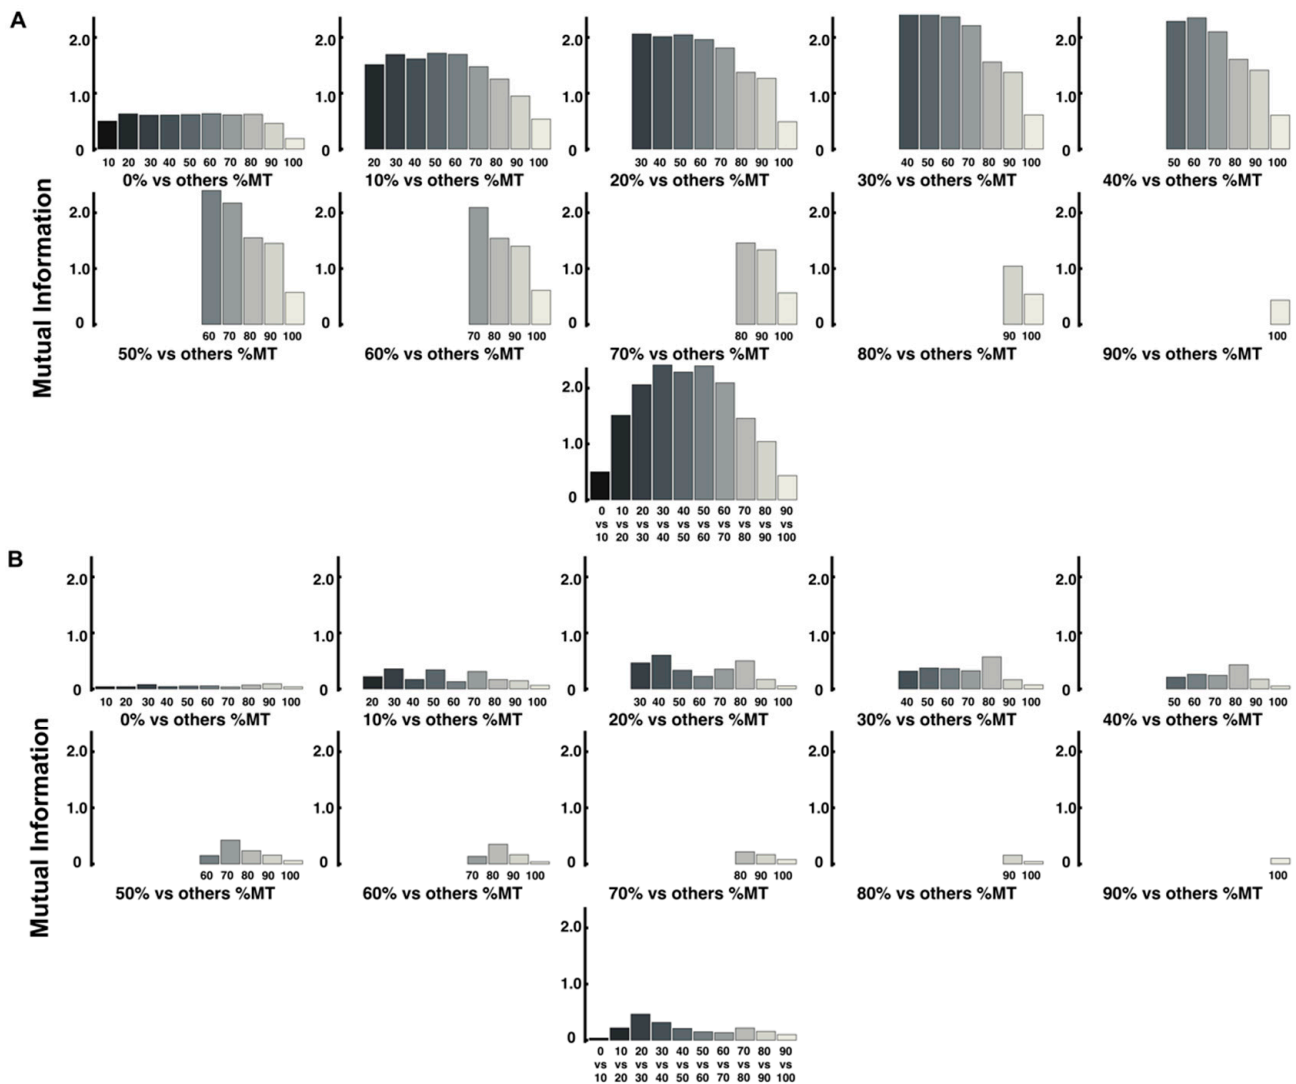 A
2.0 2.0 2.0 2.0 2.0
1.0 1.0 1.0 1.0 1.0
0 0 0 0 0
10 20 30 40 50 60 70 80 90 100 20 30 40 50 60 70 80 90 100 30 40 50 60 70 80 90 100 40 50 60 70 80 90 100 50 60 70 80 90 100
0% vs others %MT 10% vs others %MT 20% vs others %MT 30% vs others %MT 40% vs others %MT
Mutual Information
2.0 2.0 2.0 2.0 2.0
1.0 1.0 1.0 1.0 1.0
0 0 0 0 0
60 70 80 90 100 70 80 90 100 80 90 100 90 100 100
50% vs others %MT 60% vs others %MT 70% vs others %MT 80% vs others %MT 90% vs others %MT
2.0
1.0
0
0 10 20 30 40 50 60 70 80 90
vs vs vs vs vs vs vs vs vs vs
10 20 30 40 50 60 70 80 90 100
B
2.0 2.0 2.0 2.0 2.0
1.0 1.0 1.0 1.0 1.0
0 0 0 0 0
10 20 30 40 50 60 70 80 90 100 20 30 40 50 60 70 80 90 100 30 40 50 60 70 80 90 100 40 50 60 70 80 90 100 50 60 70 80 90 100
0% vs others %MT 10% vs others %MT 20% vs others %MT 30% vs others %MT 40% vs others %MT
Mutual Information
2.0 2.0 2.0 2.0 2.0
1.0 1.0 1.0 1.0 1.0
0 0 0 0 0
60 70 80 90 100 70 80 90 100 80 90 100 90 100 100
50% vs others %MT 60% vs others %MT 70% vs others %MT 80% vs others %MT 90% vs others %MT
2.0
1.0
0
0 10 20 30 40 50 60 70 80 90
vs vs vs vs vs vs vs vs vs vs
10 20 30 40 50 60 70 80 90 100